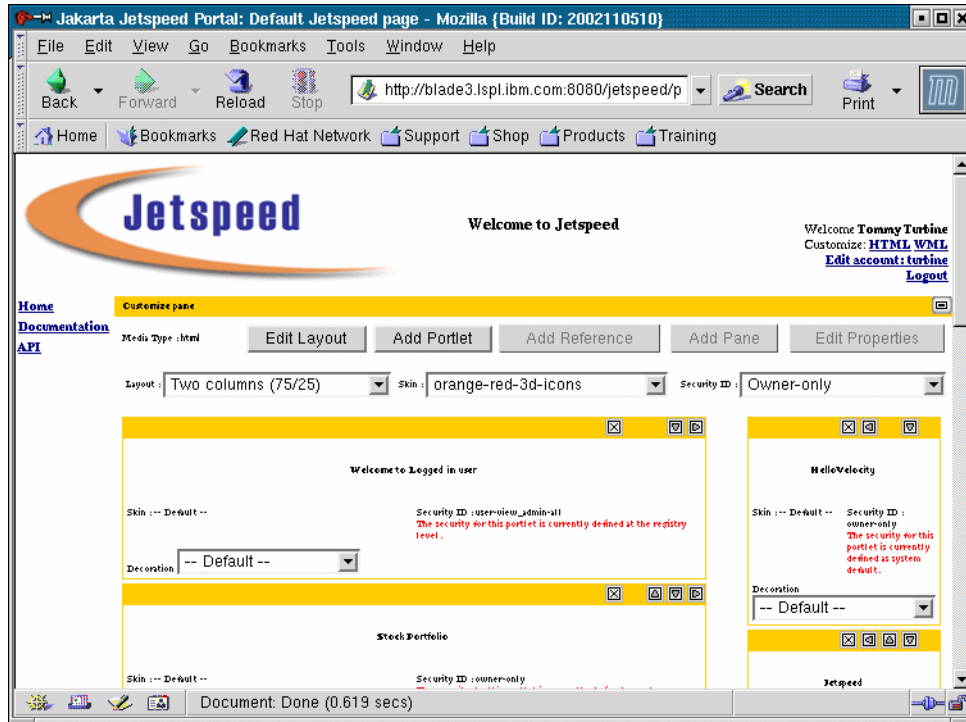 Jakarta Jetspeed Portal: Default Jetspeed page - Mozilla {Build ID: 2002110510}
File Edit View Go Bookmarks Tools Window Help
http://blade3.lspl.ibm.com:8080/jetspeed/p Search
Back Forward Reload Stop Print
Home Bookmarks Red Hat Network Support Shop Products Training
Jetspeed
Welcome to Jetspeed
Welcome Tommy Turbine
Customize: HTML WML
Edit account: turbine
Logout
Home
Documentation
API
Customize pane
Media Type :html Edit Layout Add Portlet Add Reference Add Pane Edit Properties
Layout : Two columns (75/25) Skin : orange-red-3d-icons Security ID : Owner-only
Welcome to Logged in user
Skin :-- Default --
Security ID :user-view_admin-all
The security for this portlet is currently defined at the registry
level .
Decoration -- Default --
Stock Portfolio
Skin :-- Default --
Security ID :owner-only
HelloVelocity
Skin :-- Default --
Security ID :
owner-only
The security for this
portlet is currently
defined as system
default.
Decoration
-- Default --
Jetspeed
Document: Done (0.619 secs)